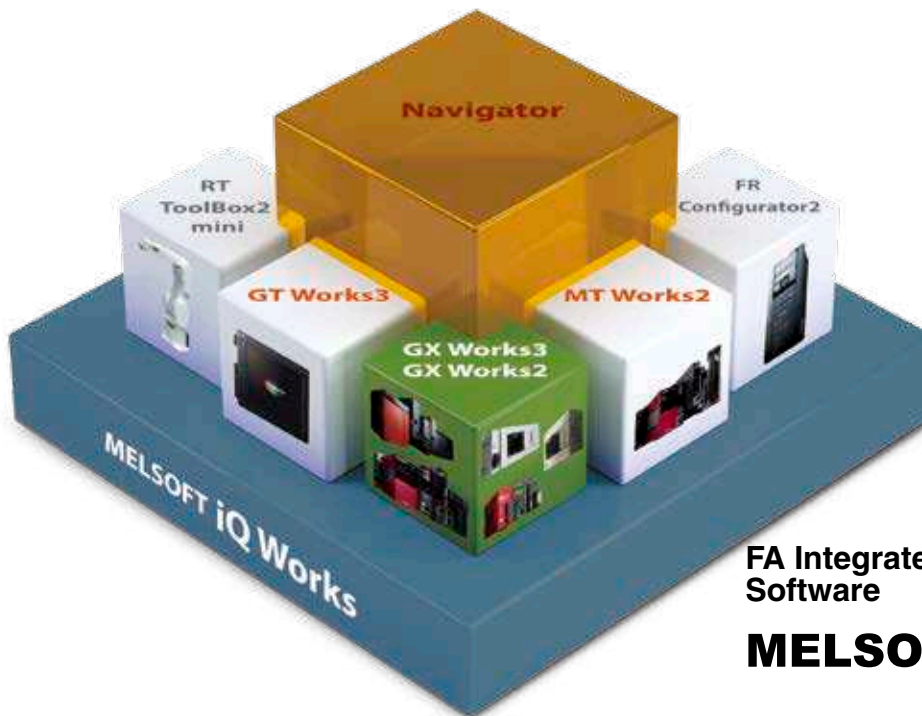 Navigator
RT
ToolBox2
mini
FR
Configurator2
GT Works3
MT Works2
GX Works3
GX Works2
MELSOFT iQ Works
FA Integrate
Software
MELSO